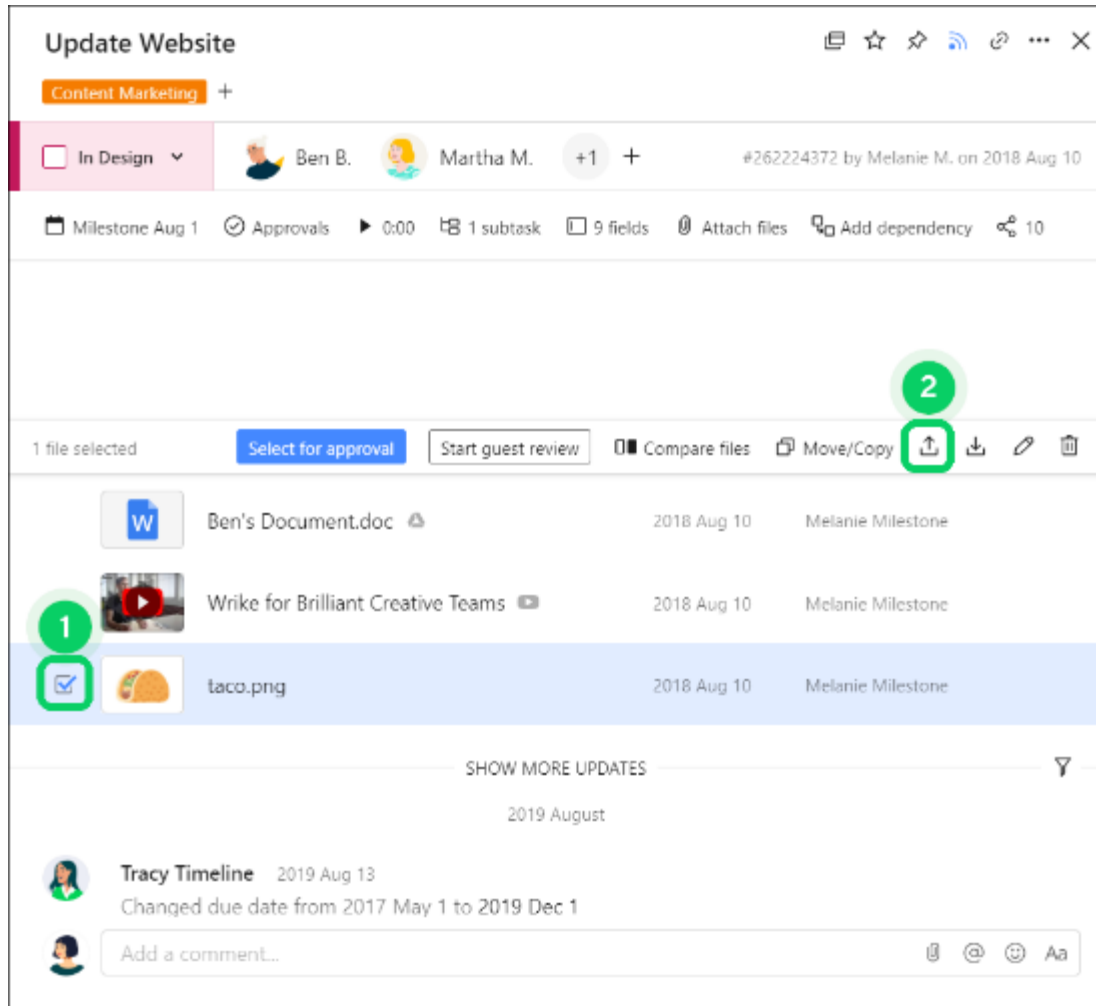 Update Website
Content Marketing +
In Design Ben B. Martha M. +1 + #262224372 by Melanie M. on 2018 Aug 10
Milestone Aug 1 Approvals 0:00 1 subtask 9 fields Attach files Add dependency 10
2
1 file selected Select for approval Start guest review Compare files Move/Copy
W Ben's Document.doc 2018 Aug 10 Melanie Milestone
Wrike for Brilliant Creative Teams 2018 Aug 10 Melanie Milestone
1
taco.png 2018 Aug 10 Melanie Milestone
SHOW MORE UPDATES
2019 August
Tracy Timeline 2019 Aug 13
Changed due date from 2017 May 1 to 2019 Dec 1
Add a comment... @ Aa